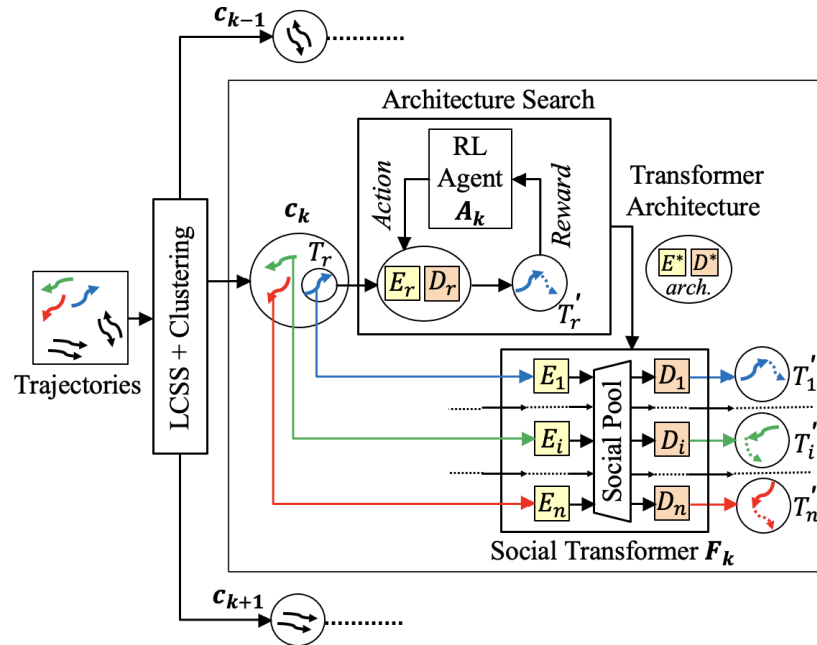 c_{k-1}
Architecture Search
RL
Agent
A_k
Action
Reward
Transformer
Architecture
c_k
T_r
E_r
D_r
T_r'
E*
D*
arch.
LCSS + Clustering
Trajectories
E_1
D_1
T_1'
Social Pool
E_i
D_i
T_i'
E_n
D_n
T_n'
Social Transformer F_k
c_{k+1}